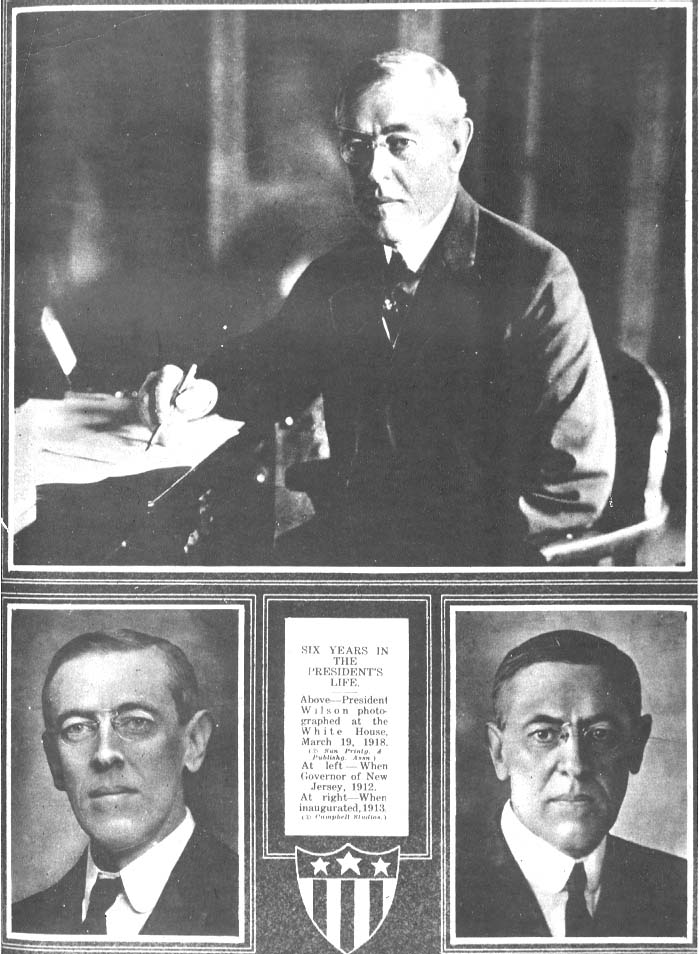 SIX YEARS IN
THE
PRESIDENT'S
LIFE.
Above—President
Wilson photo-
graphed at the
White House,
March 19, 1918.
(© Sun Printg. &
Publishg. Assn)
At left—When
Governor of New
Jersey, 1912.
At right—When
inaugurated, 1913.
(© Campbell Studios.)